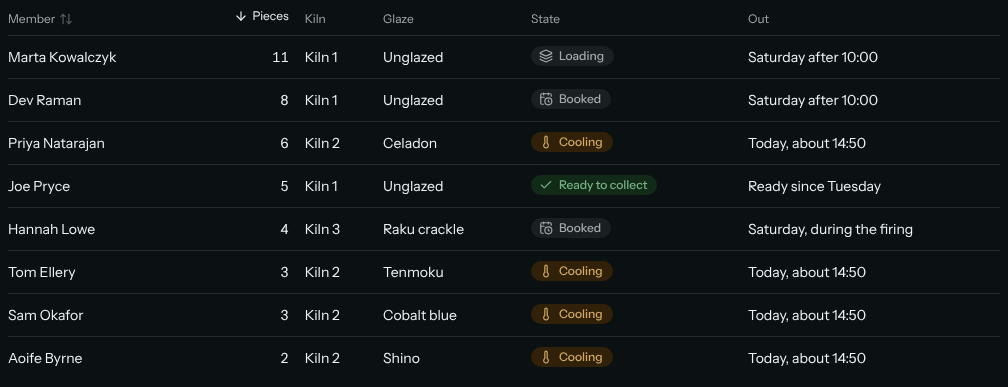 Member Pieces Kiln Glaze State Out
Marta Kowalczyk 11 Kiln 1 Unglazed Loading Saturday after 10:00
Dev Raman 8 Kiln 1 Unglazed Booked Saturday after 10:00
Priya Natarajan 6 Kiln 2 Celadon Cooling Today, about 14:50
Joe Pryce 5 Kiln 1 Unglazed Ready to collect Ready since Tuesday
Hannah Lowe 4 Kiln 3 Raku crackle Booked Saturday, during the firing
Tom Ellery 3 Kiln 2 Tenmoku Cooling Today, about 14:50
Sam Okafor 3 Kiln 2 Cobalt blue Cooling Today, about 14:50
Aoife Byrne 2 Kiln 2 Shino Cooling Today, about 14:50